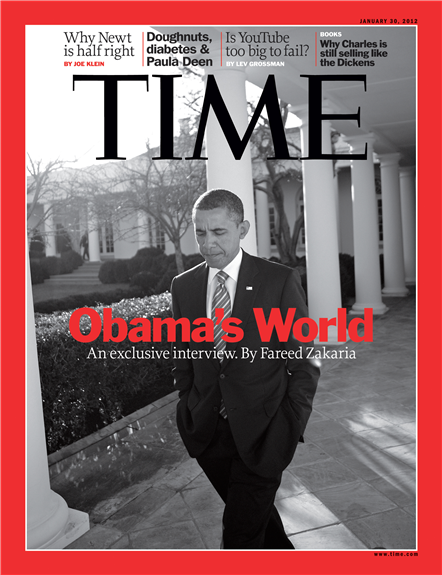 JANUARY 30, 2012
Why Newt
is half right
BY JOE KLEIN
Doughnuts,
diabetes &
Paula Deen
Is YouTube
too big to fail?
BY LEV GROSSMAN
BOOKS
Why Charles is
still selling like
the Dickens
TIME
Obama's World
An exclusive interview. By Fareed Zakaria
www.time.com